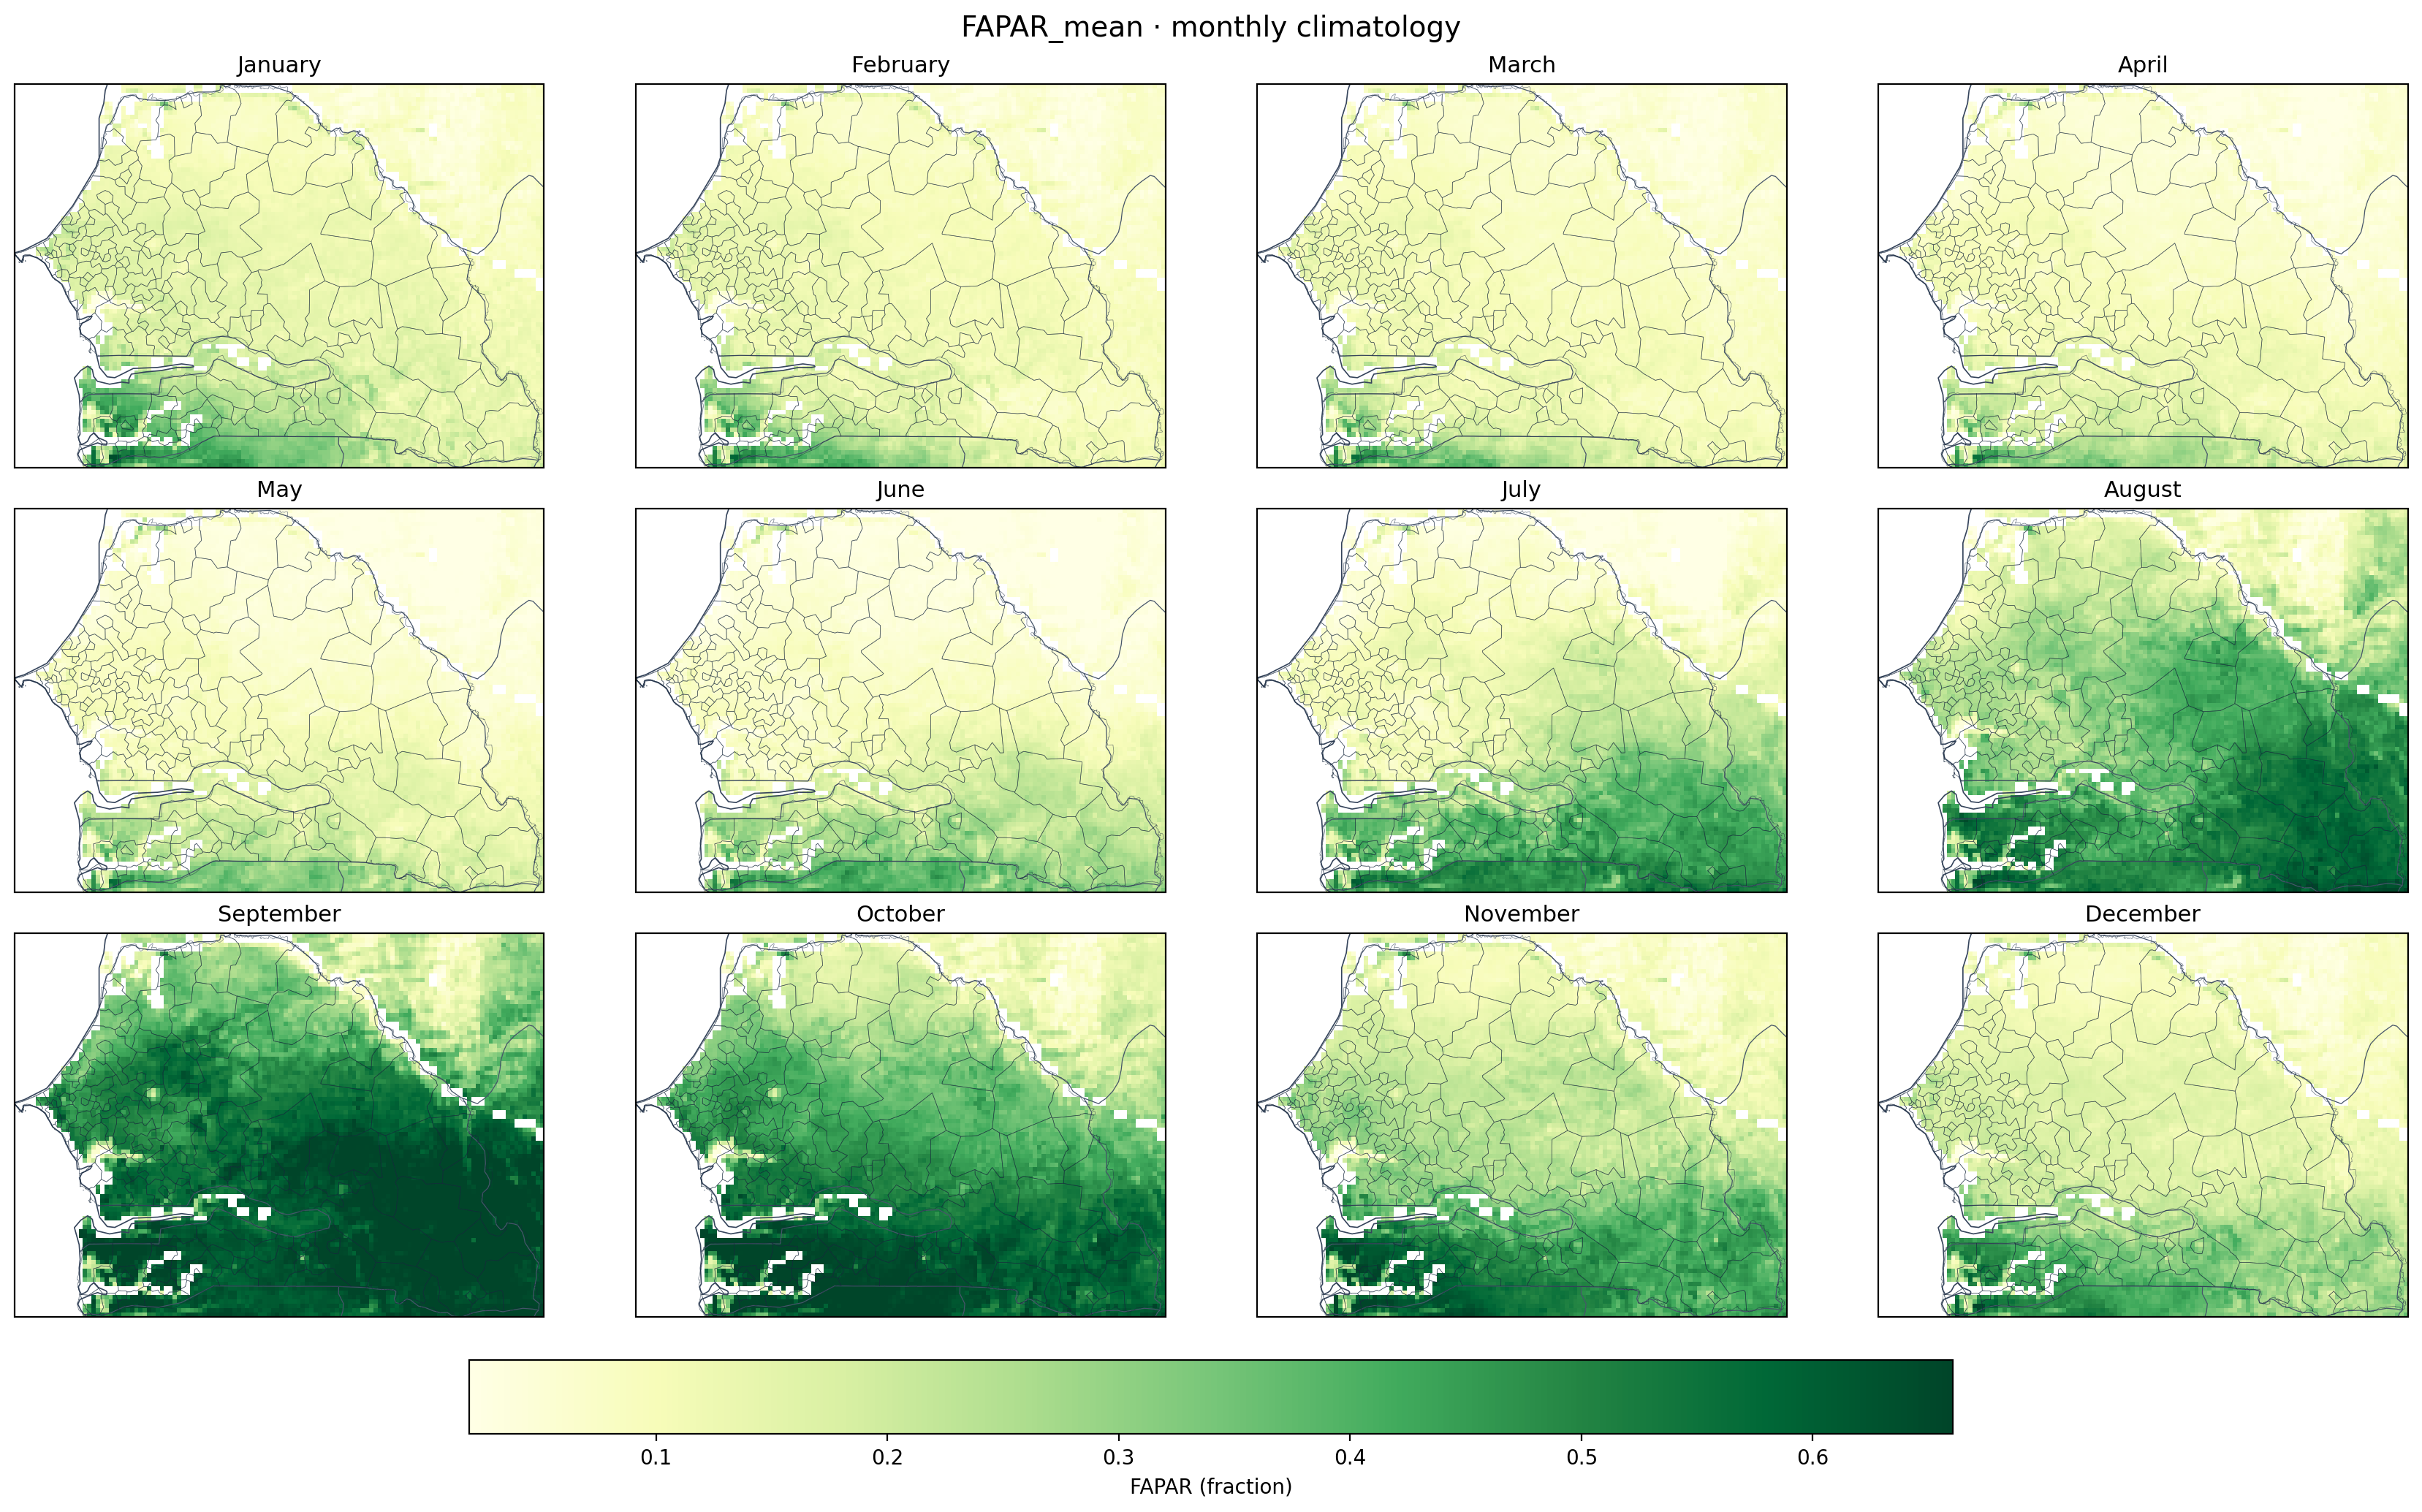 FAPAR_mean · monthly climatology
January
February
March
April
May
June
July
August
September
October
November
December
0.1
0.2
0.3
0.4
0.5
0.6
FAPAR (fraction)